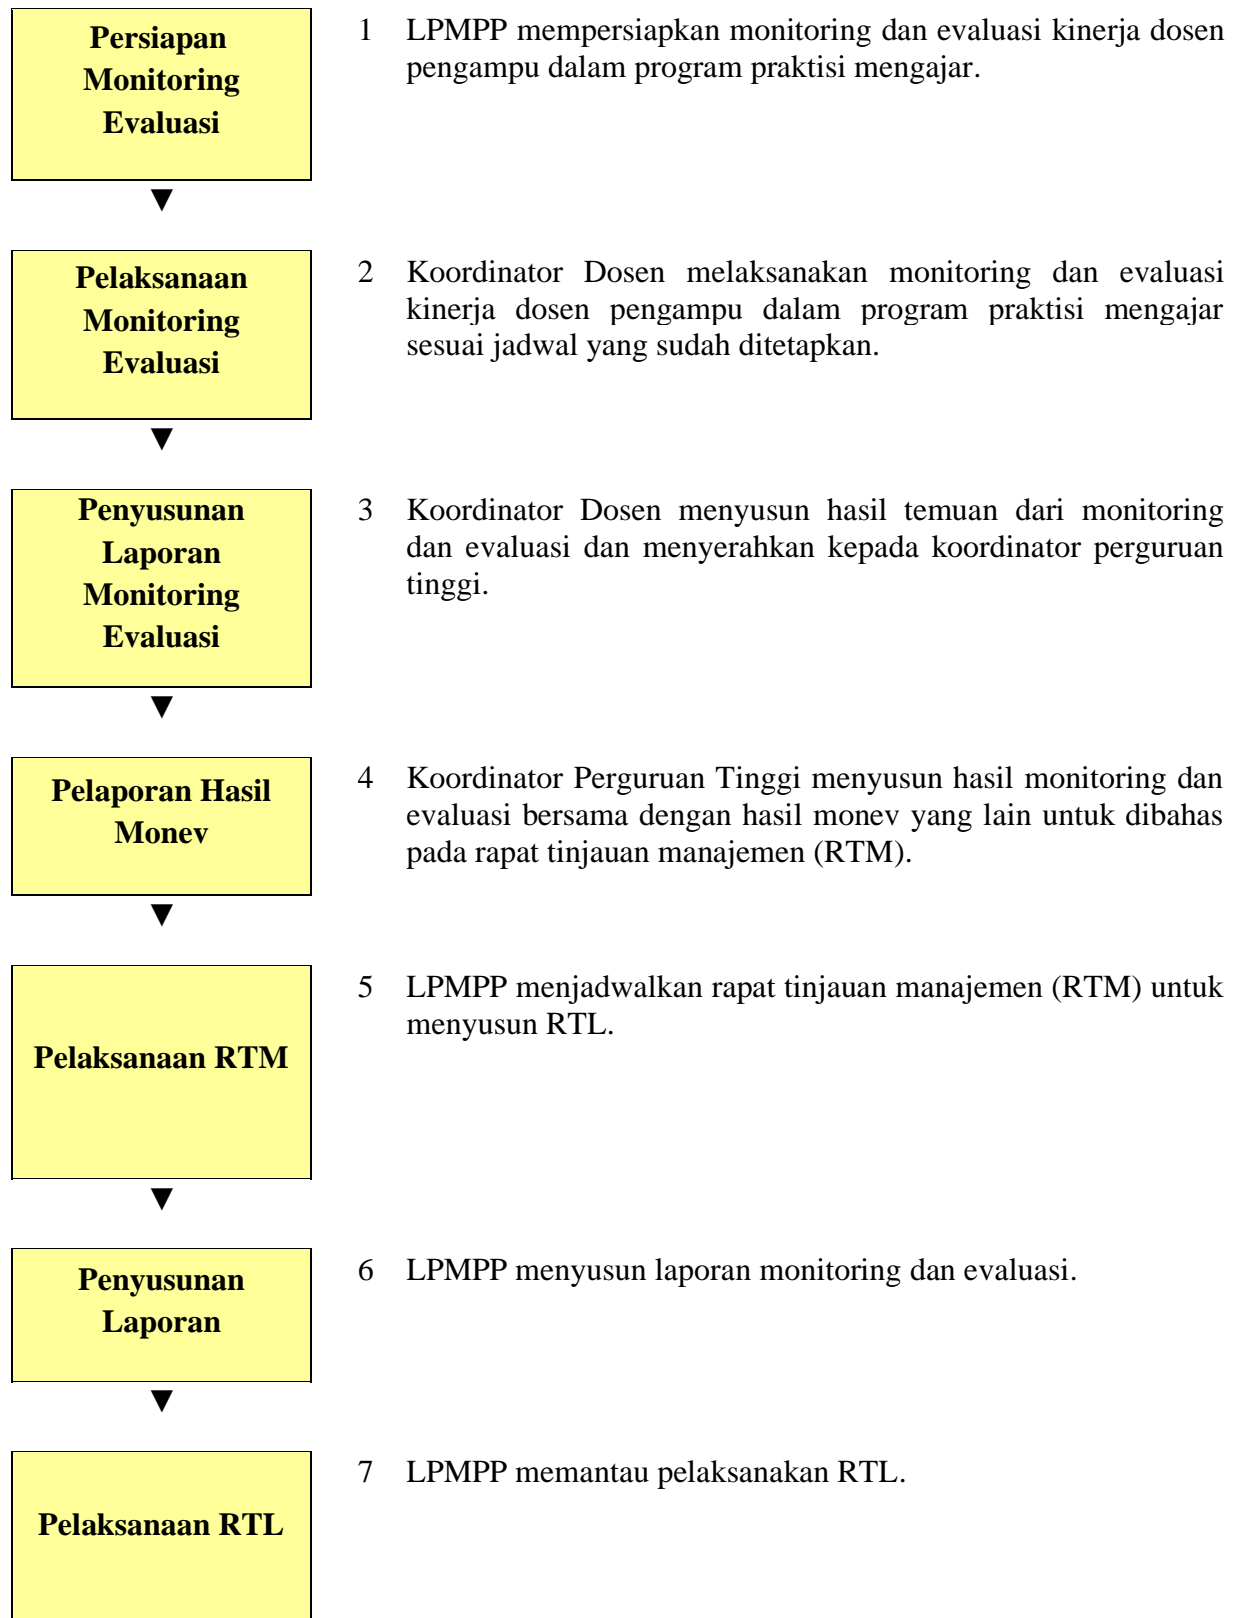 Persiapan
Monitoring
Evaluasi
1 LPMPP mempersiapkan monitoring dan evaluasi kinerja dosen
pengampu dalam program praktisi mengajar.
▼
Pelaksanaan
Monitoring
Evaluasi
2 Koordinator Dosen melaksanakan monitoring dan evaluasi
kinerja dosen pengampu dalam program praktisi mengajar
sesuai jadwal yang sudah ditetapkan.
▼
Penyusunan
Laporan
Monitoring
Evaluasi
3 Koordinator Dosen menyusun hasil temuan dari monitoring
dan evaluasi dan menyerahkan kepada koordinator perguruan
tinggi.
▼
Pelaporan Hasil
Monev
4 Koordinator Perguruan Tinggi menyusun hasil monitoring dan
evaluasi bersama dengan hasil monev yang lain untuk dibahas
pada rapat tinjauan manajemen (RTM).
▼
Pelaksanaan RTM
5 LPMPP menjadwalkan rapat tinjauan manajemen (RTM) untuk
menyusun RTL.
▼
Penyusunan
Laporan
6 LPMPP menyusun laporan monitoring dan evaluasi.
▼
Pelaksanaan RTL
7 LPMPP memantau pelaksanakan RTL.